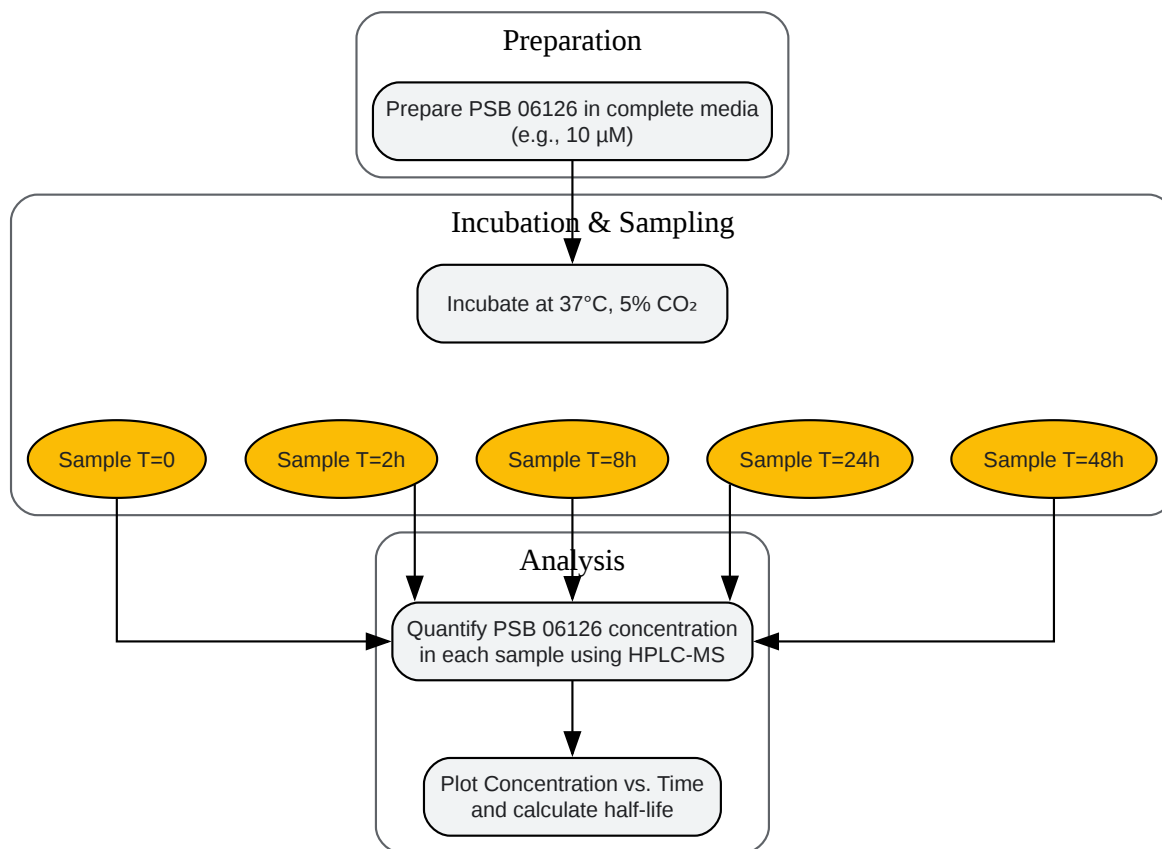 Preparation
Prepare PSB 06126 in complete media
(e.g., 10 µM)
Incubation & Sampling
Incubate at 37°C, 5% CO₂
Sample T=0
Sample T=2h
Sample T=8h
Sample T=24h
Sample T=48h
Analysis
Quantify PSB 06126 concentration
in each sample using HPLC-MS
Plot Concentration vs. Time
and calculate half-life